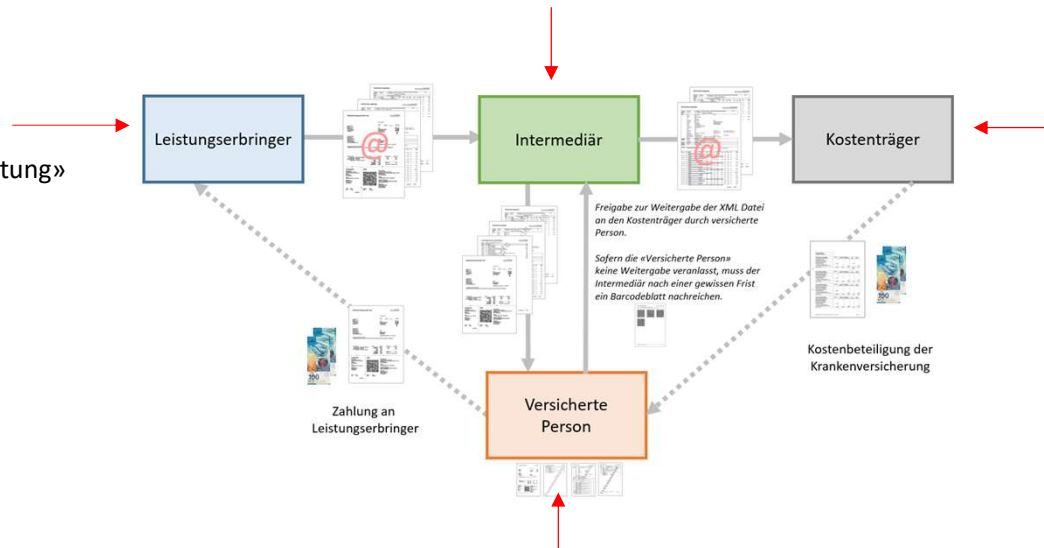 Leistungserbringer
Intermediär
Kostenträger
tung»
@
@
Freigabe zur Weitergabe der XML Datei
an den Kostenträger durch versicherte
Person.
Sofern die «Versicherte Person»
keine Weitergabe veranlasst, muss der
Intermediär nach einer gewissen Frist
ein Barcodeblatt nachreichen.
Kostenbeteiligung der
Krankenversicherung
Zahlung an
Leistungserbringer
Versicherte
Person